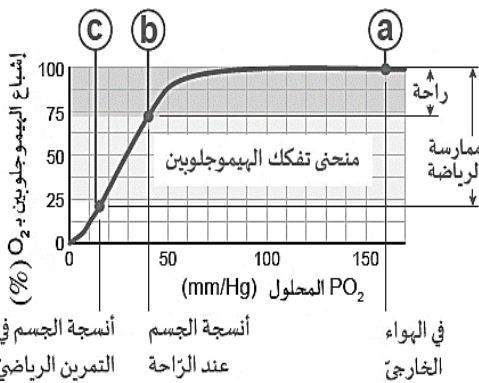 c b a
إشباع الهيموجلوبين بـ O₂ (%)
100
75
50
25
0
راحة
ممارسة
الرياضة
منحنى تفكك الهيموجلوبين
0 50 100 150
PO₂ المحلول (mm/Hg)
في الهواء
الخارجيّ
أنسجة الجسم
عند الرّاحة
أنسجة الجسم في
التمرين الرياضيّ